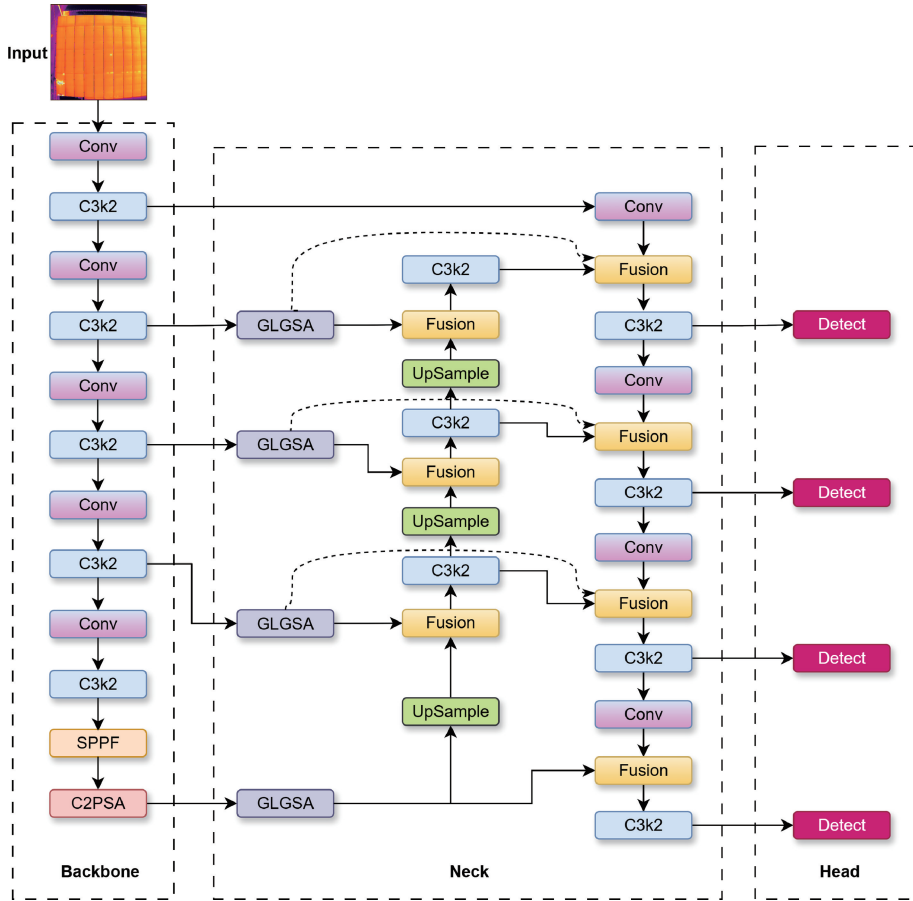 Input
Conv
C3k2
Conv
C3k2
Conv
C3k2
Conv
C3k2
Conv
C3k2
SPPF
C2PSA
Backbone
GLGSA
GLGSA
GLGSA
GLGSA
C3k2
Fusion
UpSample
C3k2
Fusion
UpSample
C3k2
Fusion
UpSample
Conv
Fusion
C3k2
Conv
Fusion
C3k2
Conv
Fusion
C3k2
Conv
Fusion
C3k2
Neck
Detect
Detect
Detect
Detect
Head